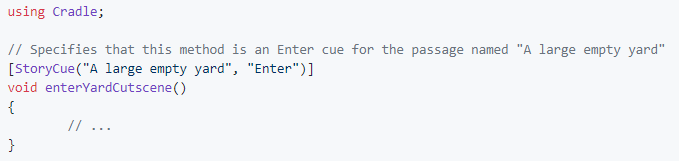 using Cradle;
// Specifies that this method is an Enter cue for the passage named "A large empty yard"
[StoryCue("A large empty yard", "Enter")]
void enterYardCutscene()
{
// ...
}